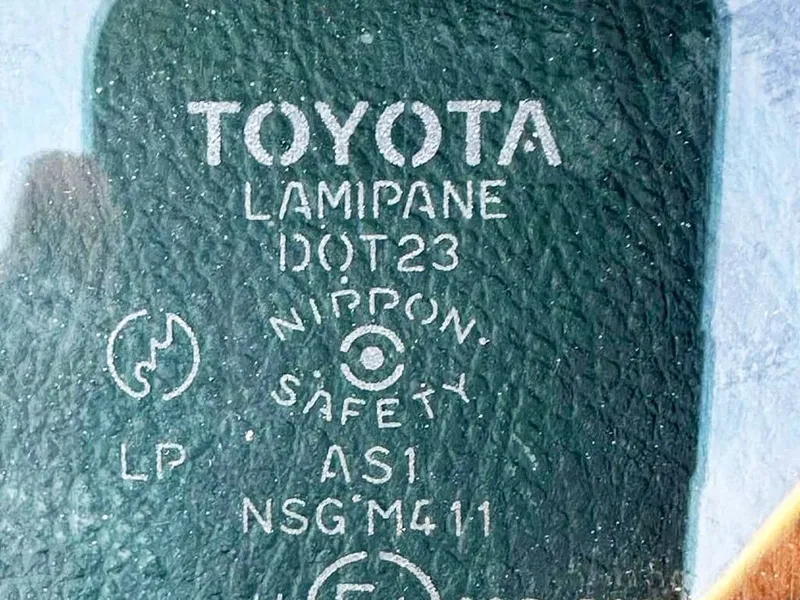 TOYOTA
LAMIPANE
DOT23
NIPPON.
SAFETY
LP
AS1
NSG M411